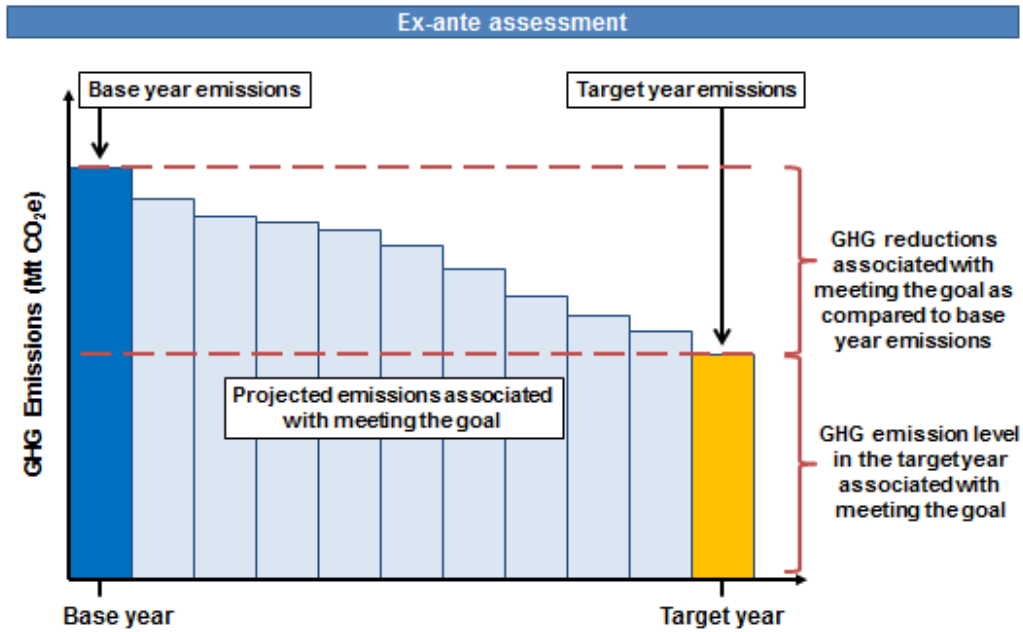 Ex-ante assessment
Base year emissions
Target year emissions
GHG Emissions (Mt CO₂e)
GHG reductions
associated with
meeting the goal as
compared to base
year emissions
Projected emissions associated
with meeting the goal
GHG emission level
in the target year
associated with
meeting the goal
Base year
Target year